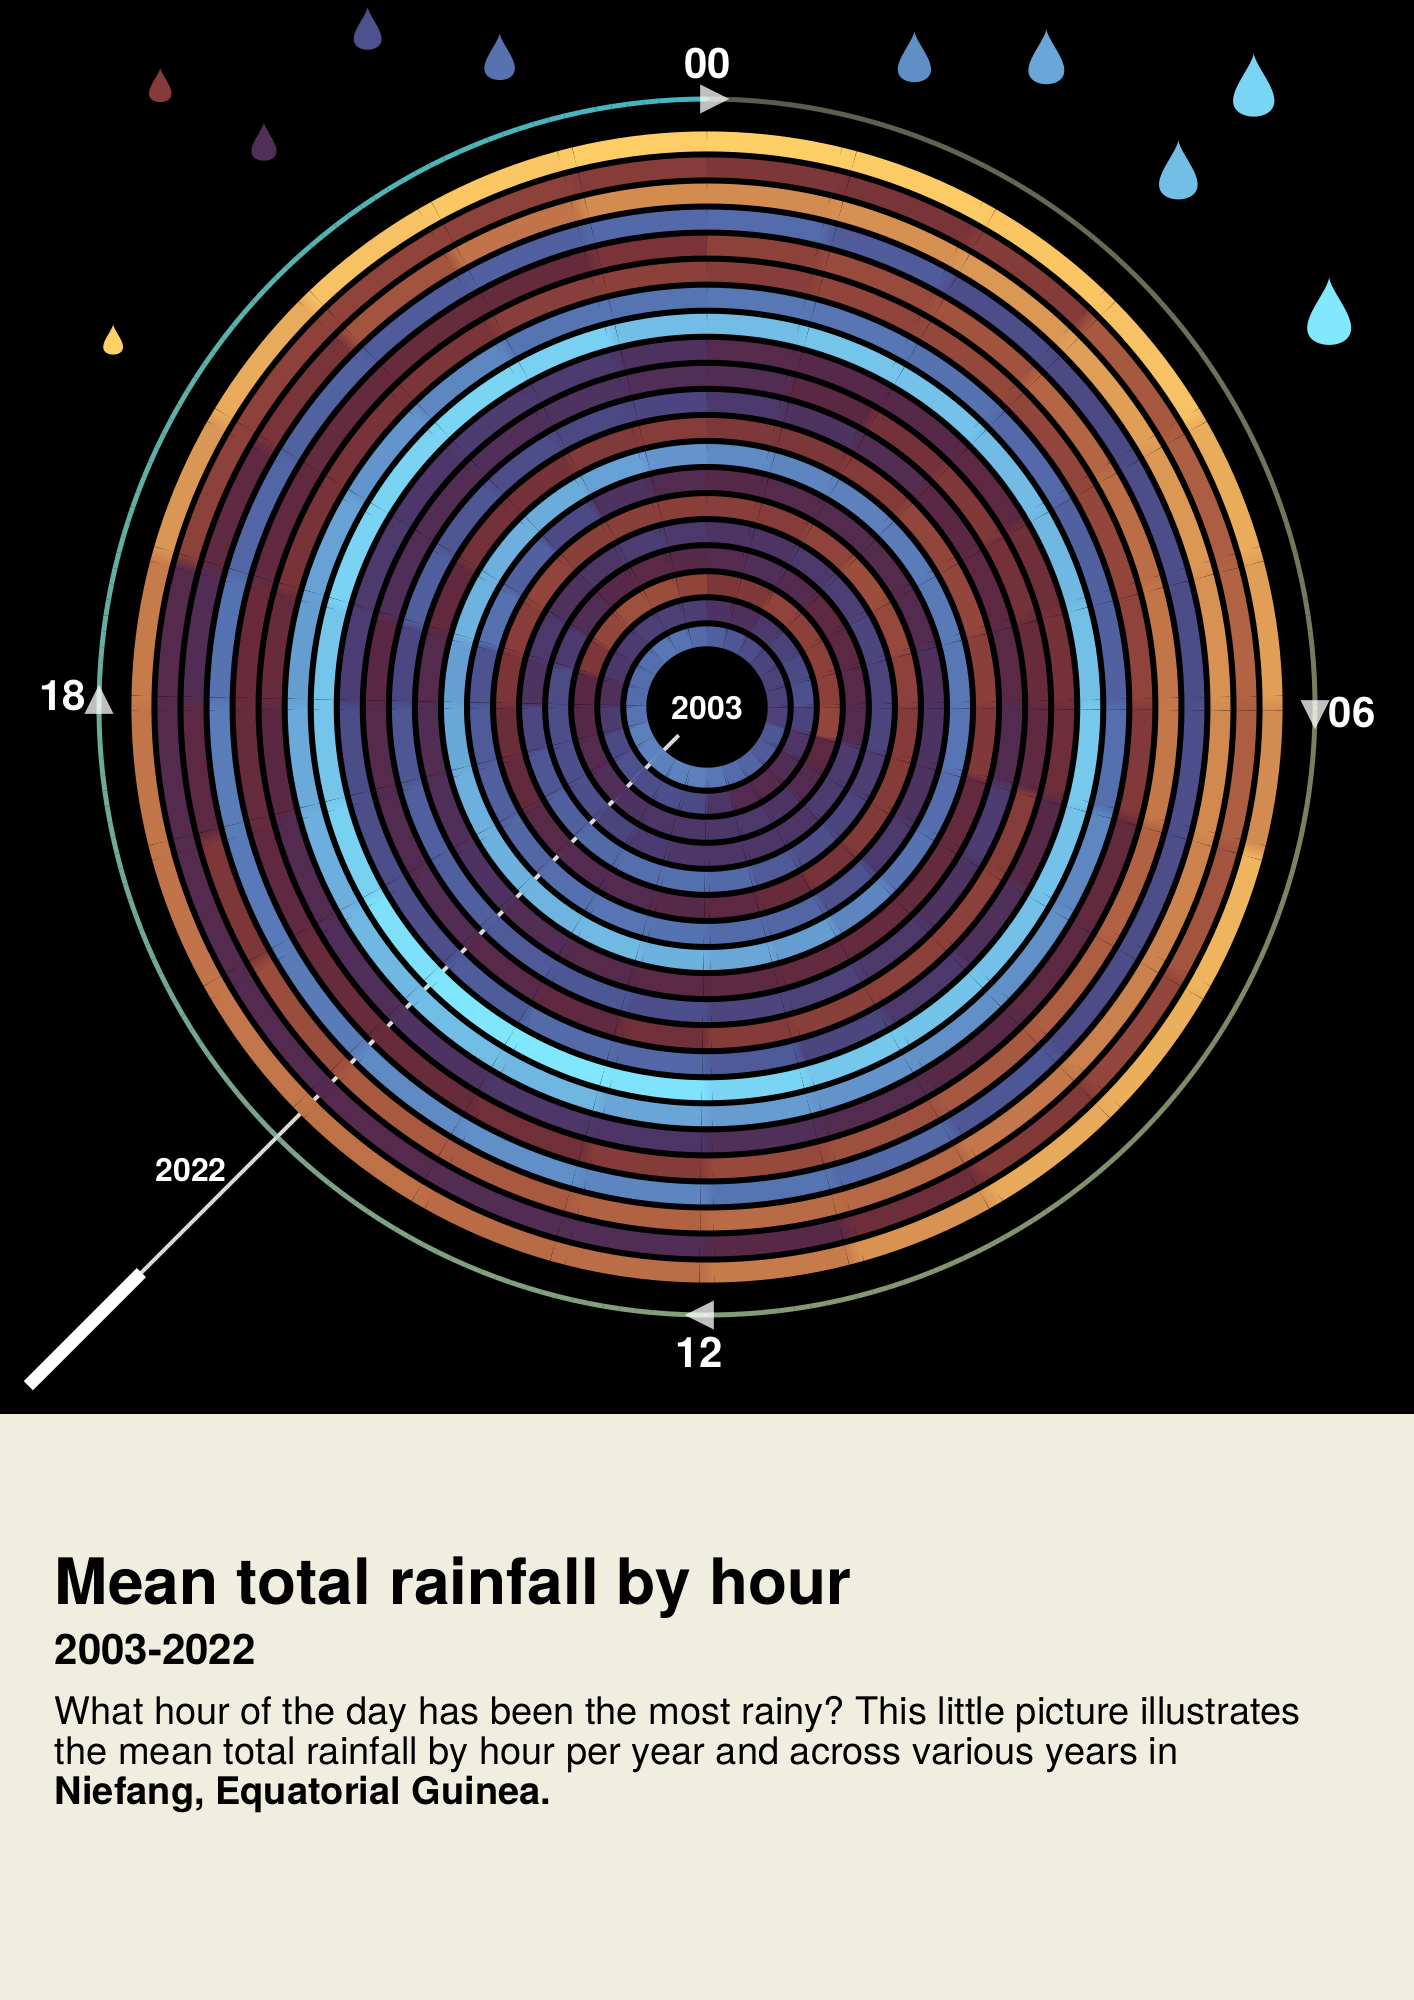 00
18
2003
06
2022
12
Mean total rainfall by hour
2003-2022
What hour of the day has been the most rainy? This little picture illustrates
the mean total rainfall by hour per year and across various years in
Niefang, Equatorial Guinea.